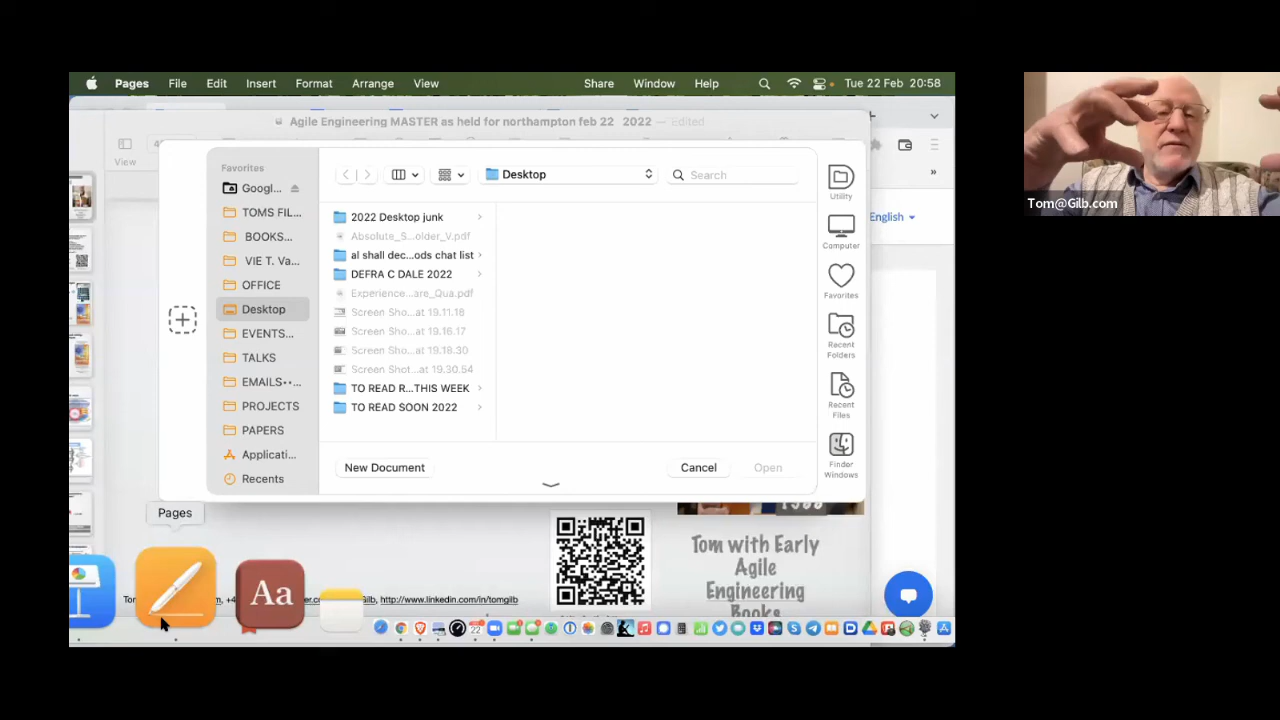 Pages File Edit Insert Format Arrange View Share Window Help Tue 22 Feb 20:58
Agile Engineering MASTER as held for northampton feb 22 2022 — Edited
View
Favorites
Googl...
TOMS FIL...
BOOKS...
VIE T. Va...
OFFICE
Desktop
EVENTS...
TALKS
EMAILS••...
PROJECTS
PAPERS
Applicati...
Recents
Desktop
Search
2022 Desktop junk
Absolute_S...older_V.pdf
al shall dec...ods chat list
DEFRA C DALE 2022
Experience...are_Qua.pdf
Screen Sho...at 19.11.18
Screen Sho...at 19.16.17
Screen Sho...at 19.18.30
Screen Shot...at 19.30.54
TO READ R...THIS WEEK
TO READ SOON 2022
New Document
Cancel
Open
Utility
Computer
Favorites
Recent
Folders
Recent
Files
Finder
Windows
English
Tom@Gilb.com
Pages
Aa
Tom with Early
Agile
Engineering
Books
http://www.linkedin.com/in/tomgilb